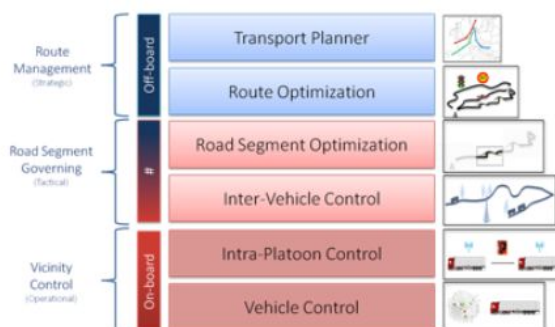 Route
Management
(Strategic)
Off-board
Transport Planner
Route Optimization
Road Segment
Governing
(Tactical)
#
Road Segment Optimization
Inter-Vehicle Control
Vicinity
Control
(Operational)
On-board
Intra-Platoon Control
Vehicle Control